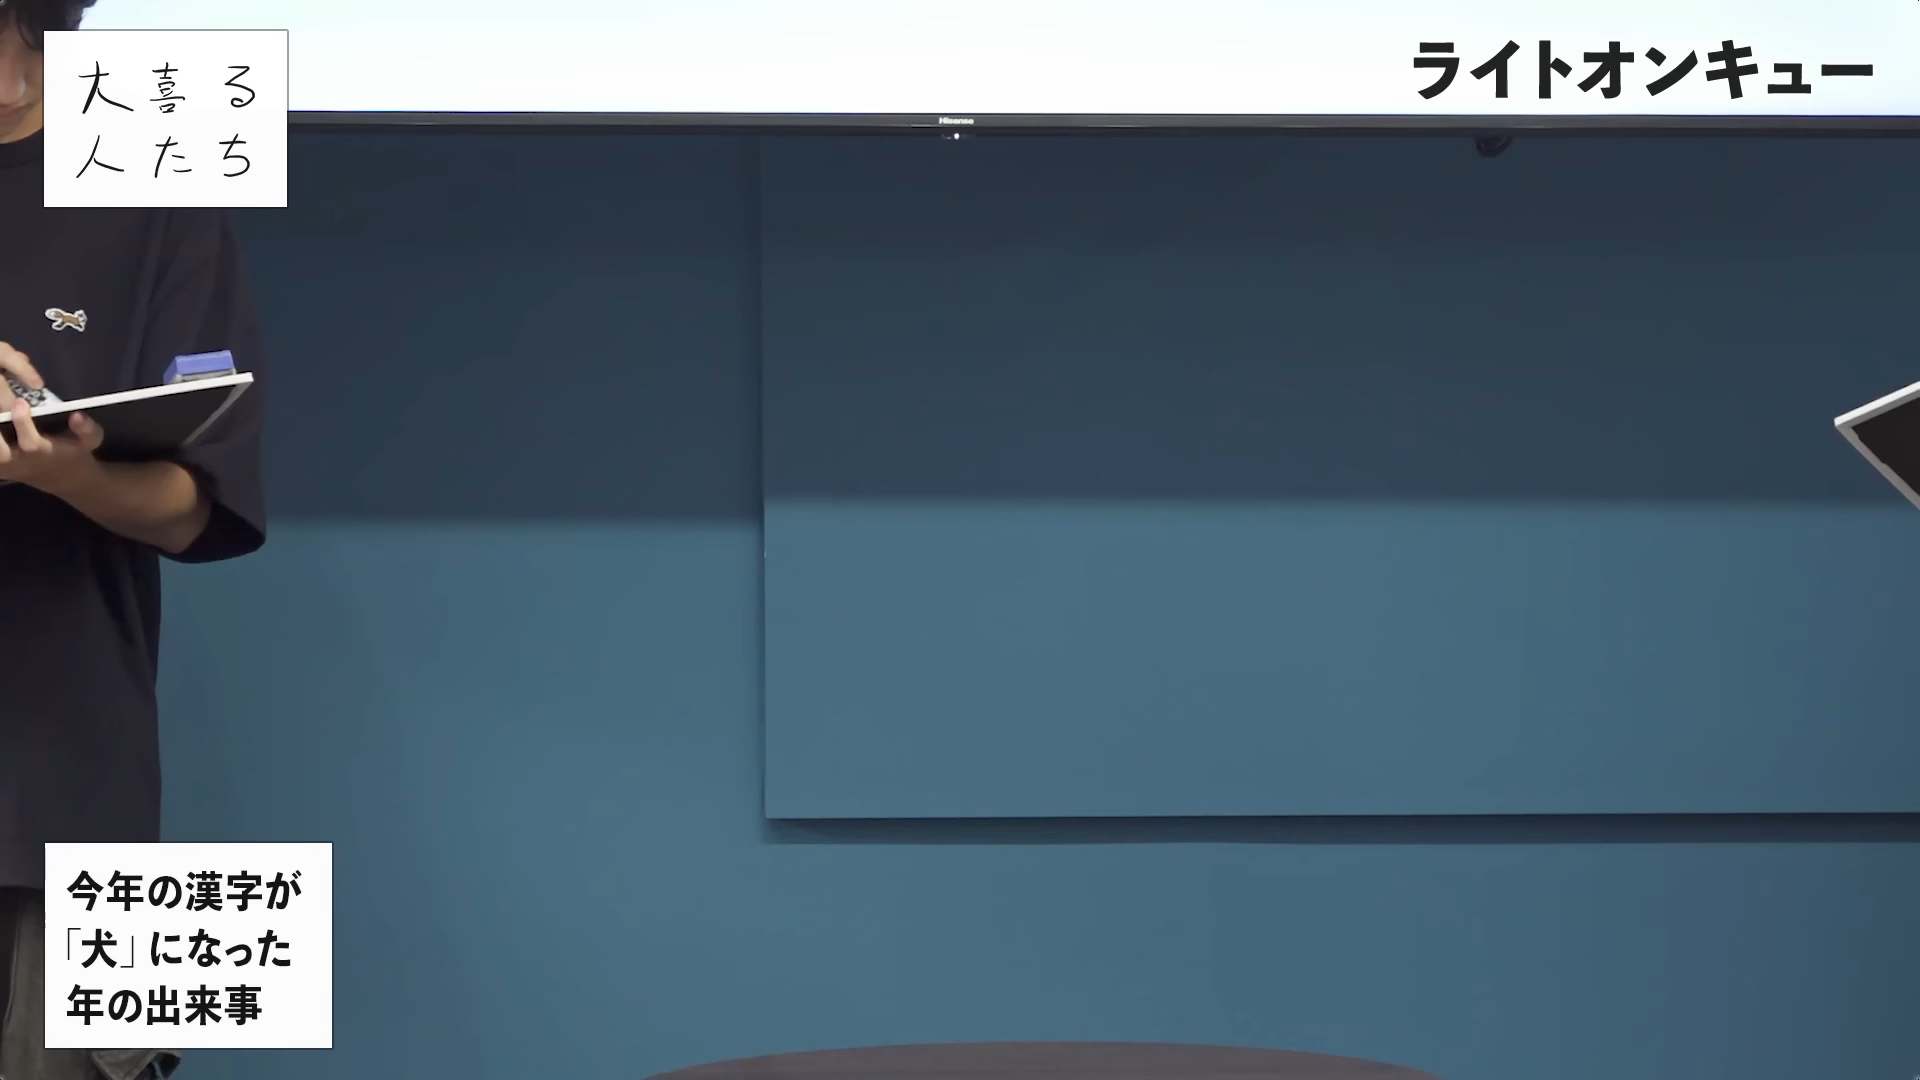 大喜る
人たち
ライトオンキュー
Hisense
今年の漢字が
「犬」になった
年の出来事